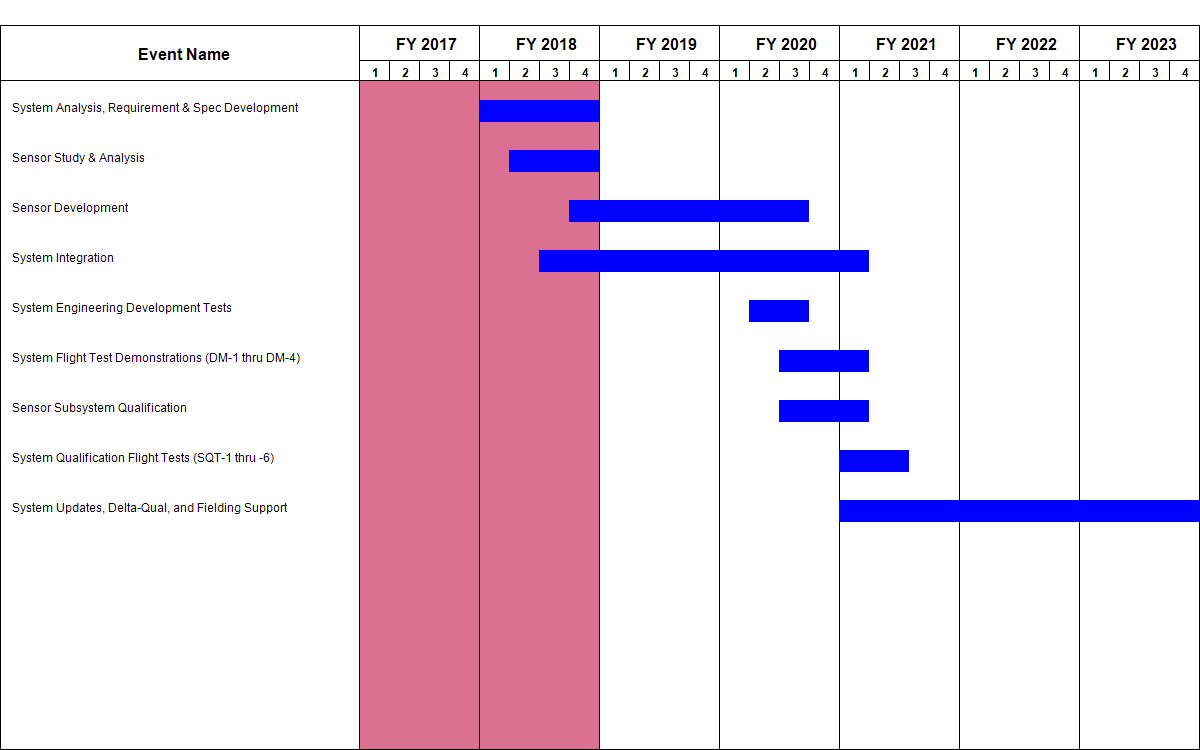 Event Name
FY 2017 FY 2018 FY 2019 FY 2020 FY 2021 FY 2022 FY 2023
1 2 3 4 1 2 3 4 1 2 3 4 1 2 3 4 1 2 3 4 1 2 3 4 1 2 3 4
System Analysis, Requirement & Spec Development
Sensor Study & Analysis
Sensor Development
System Integration
System Engineering Development Tests
System Flight Test Demonstrations (DM-1 thru DM-4)
Sensor Subsystem Qualification
System Qualification Flight Tests (SQT-1 thru -6)
System Updates, Delta-Qual, and Fielding Support